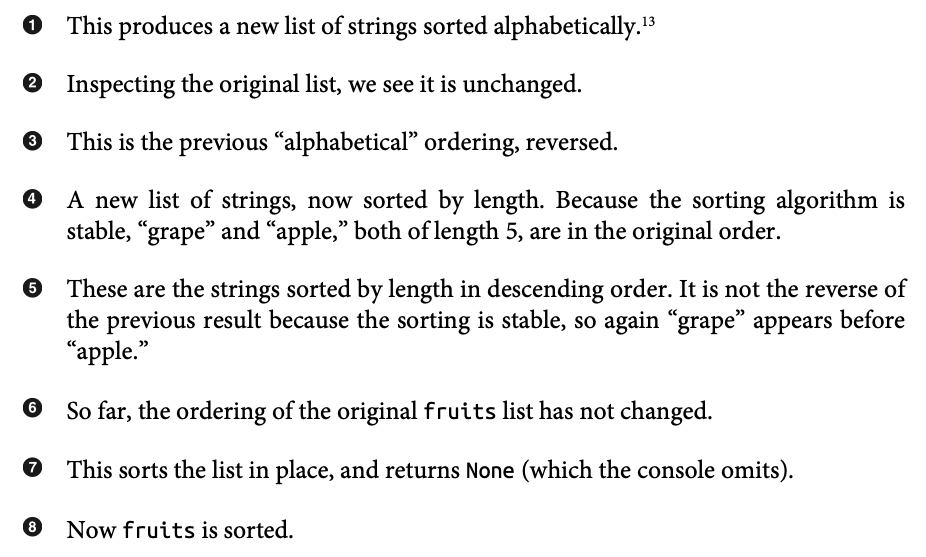 ❶ This produces a new list of strings sorted alphabetically.¹³
❷ Inspecting the original list, we see it is unchanged.
❸ This is the previous “alphabetical” ordering, reversed.
❹ A new list of strings, now sorted by length. Because the sorting algorithm is
stable, “grape” and “apple,” both of length 5, are in the original order.
❺ These are the strings sorted by length in descending order. It is not the reverse of
the previous result because the sorting is stable, so again “grape” appears before
“apple.”
❻ So far, the ordering of the original fruits list has not changed.
❼ This sorts the list in place, and returns None (which the console omits).
❽ Now fruits is sorted.